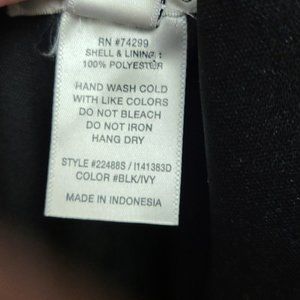 RN #74299
SHELL & LINING :
100% POLYESTER
HAND WASH COLD
WITH LIKE COLORS
DO NOT BLEACH
DO NOT IRON
HANG DRY
STYLE #22488S / I141383D
COLOR #BLK/IVY
MADE IN INDONESIA